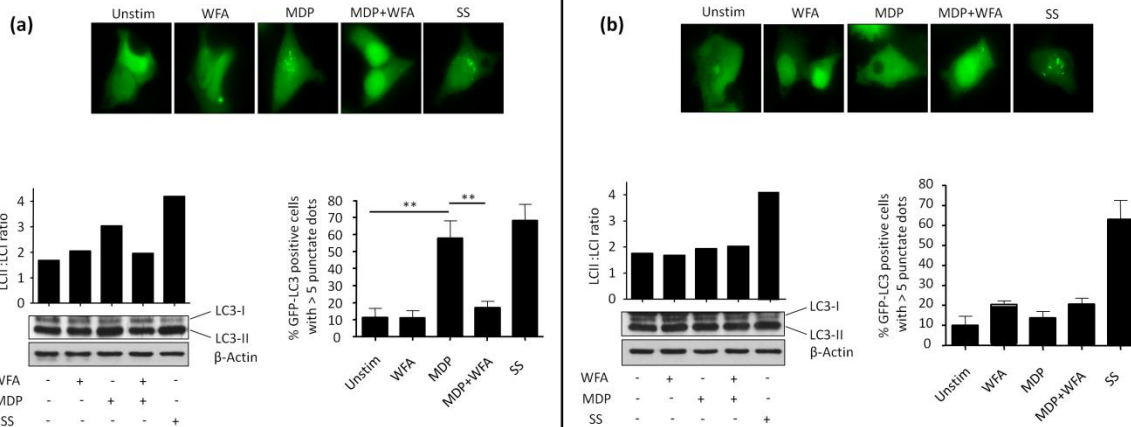 (a)
Unstim WFA MDP MDP+WFA SS
LCII :LCI ratio
4
3
2
1
0
LC3-I
LC3-II
β-Actin
WFA - + - + -
MDP - - + + -
SS - - - - +
% GFP-LC3 positive cells
with > 5 punctate dots
80
70
60
50
40
30
20
10
0
** **
Unstim WFA MDP MDP+WFA SS
(b)
Unstim WFA MDP MDP+WFA SS
LCII :LCI ratio
4
3
2
1
0
LC3-I
LC3-II
β-Actin
WFA - + - + -
MDP - - + + -
SS - - - - +
% GFP-LC3 positive cells
with > 5 punctate dots
80
70
60
50
40
30
20
10
0
Unstim WFA MDP MDP+WFA SS